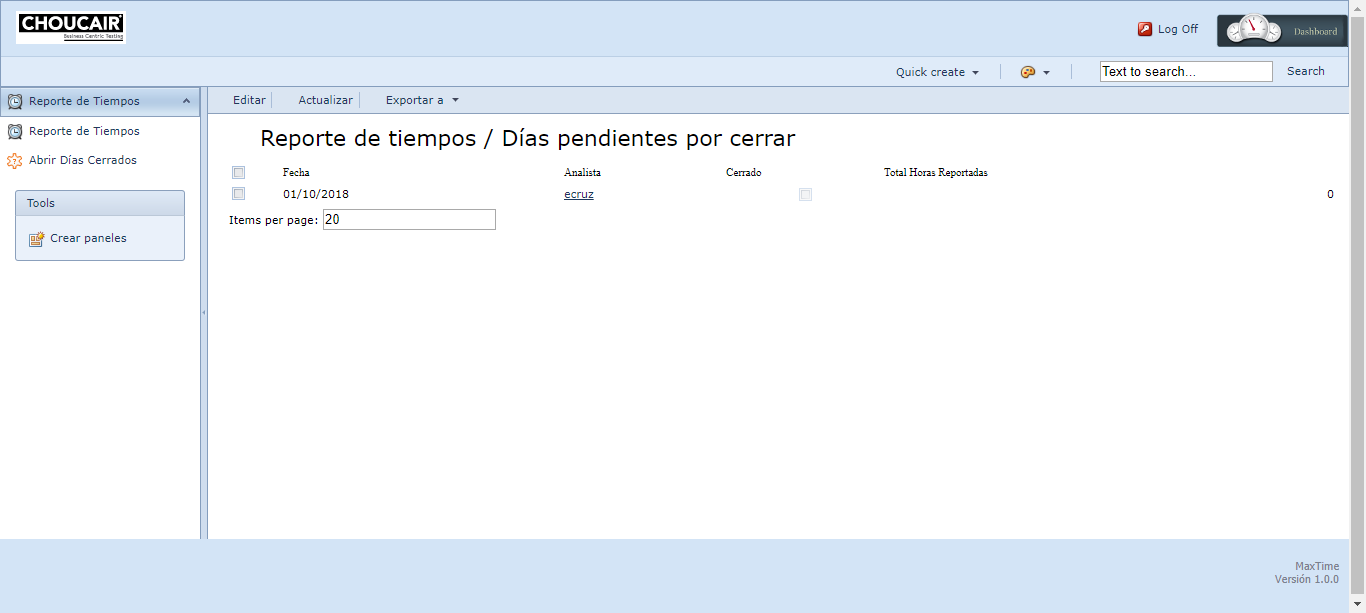 CHOUCAIR®
Business Centric Testing
Log Off
Dashboard
Quick create
Text to search...
Search
Reporte de Tiempos
Editar
Actualizar
Exportar a
Reporte de Tiempos
Abrir Días Cerrados
Tools
Crear paneles
Reporte de tiempos / Días pendientes por cerrar
Fecha Analista Cerrado Total Horas Reportadas
01/10/2018 ecruz 0
Items per page: 20
MaxTime
Versión 1.0.0